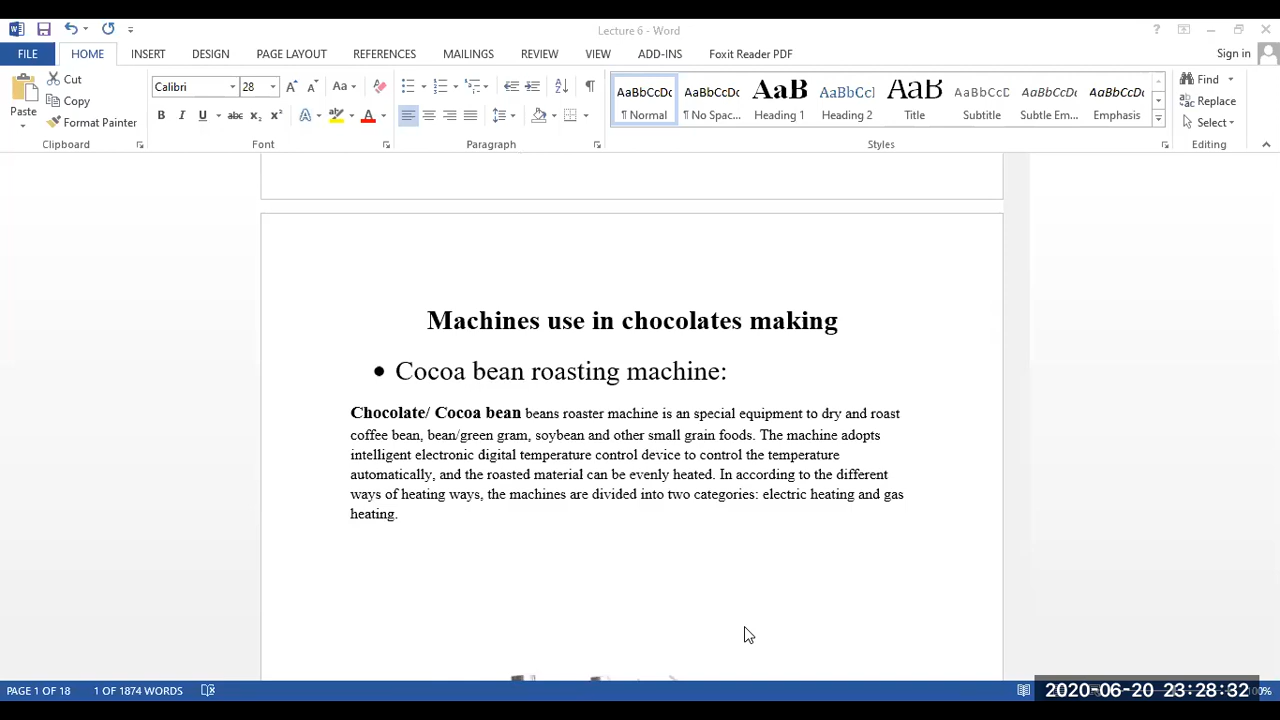 Lecture 6 - Word
FILE HOME INSERT DESIGN PAGE LAYOUT REFERENCES MAILINGS REVIEW VIEW ADD-INS Foxit Reader PDF Sign in
Paste Cut Copy Format Painter
Calibri 28
AaBbCcDc AaBbCcDc AaB AaBbCcl AaB AaBbCcD AaBbCcDc AaBbCcDc
¶ Normal ¶ No Spac... Heading 1 Heading 2 Title Subtitle Subtle Em... Emphasis
Find Replace Select
Clipboard Font Paragraph Styles Editing
Machines use in chocolates making
• Cocoa bean roasting machine:
Chocolate/ Cocoa bean beans roaster machine is an special equipment to dry and roast
coffee bean, bean/green gram, soybean and other small grain foods. The machine adopts
intelligent electronic digital temperature control device to control the temperature
automatically, and the roasted material can be evenly heated. In according to the different
ways of heating ways, the machines are divided into two categories: electric heating and gas
heating.
PAGE 1 OF 18 1 OF 1874 WORDS 2020-06-20 23:28:32